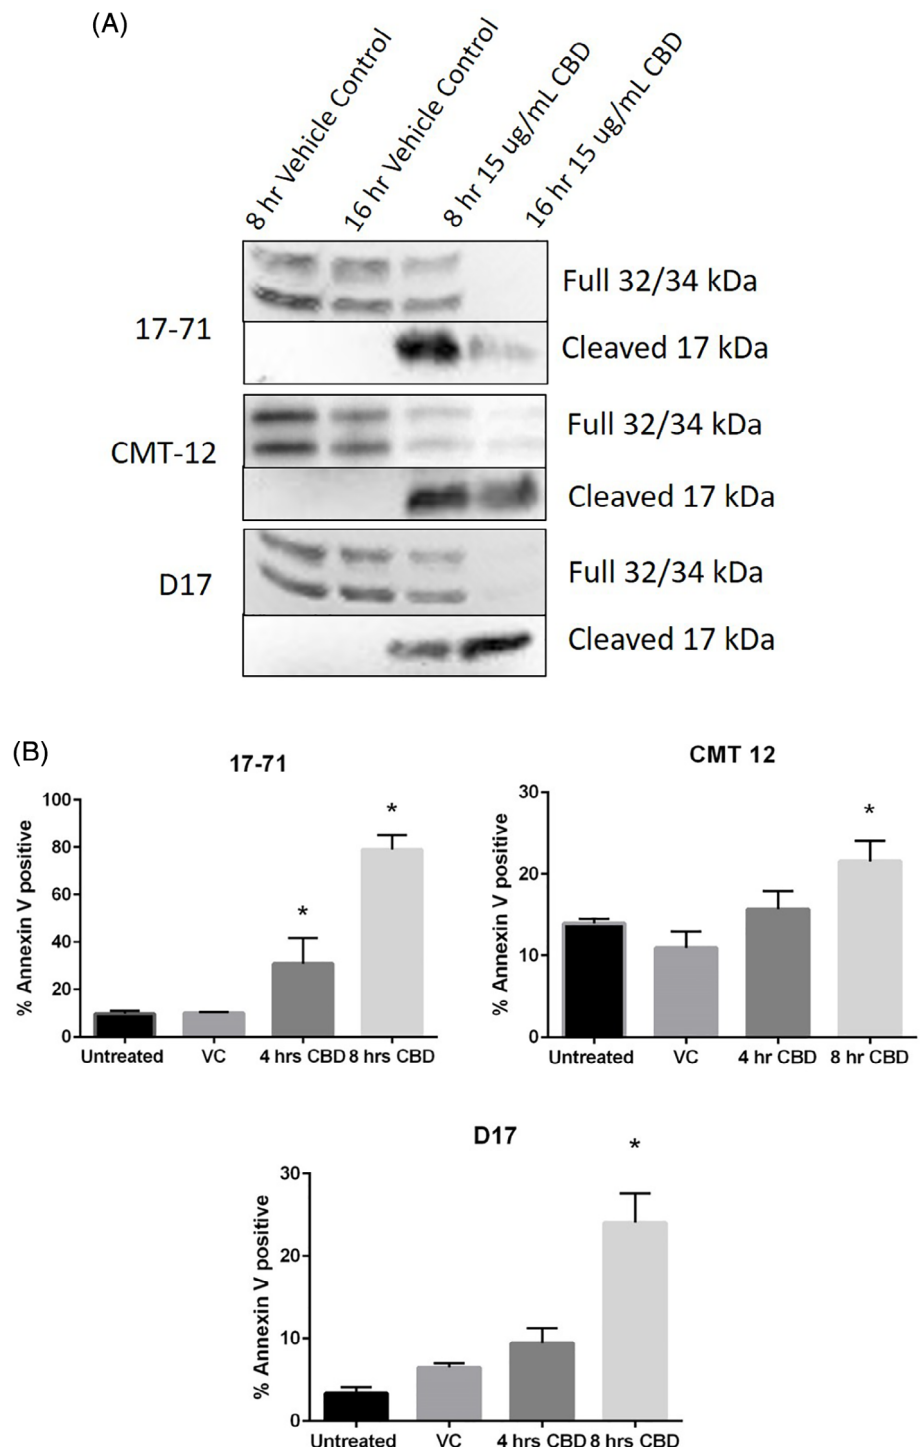 (A)
8 hr Vehicle Control
16 hr Vehicle Control
8 hr 15 ug/mL CBD
16 hr 15 ug/mL CBD
17-71
Full 32/34 kDa
Cleaved 17 kDa
CMT-12
Full 32/34 kDa
Cleaved 17 kDa
D17
Full 32/34 kDa
Cleaved 17 kDa
(B)
17-71
% Annexin V positive
100
80
60
40
20
0
*
*
Untreated VC 4 hrs CBD 8 hrs CBD
CMT 12
% Annexin V positive
30
20
10
0
*
Untreated VC 4 hr CBD 8 hr CBD
D17
% Annexin V positive
30
20
10
0
*
Untreated VC 4 hrs CBD 8 hrs CBD